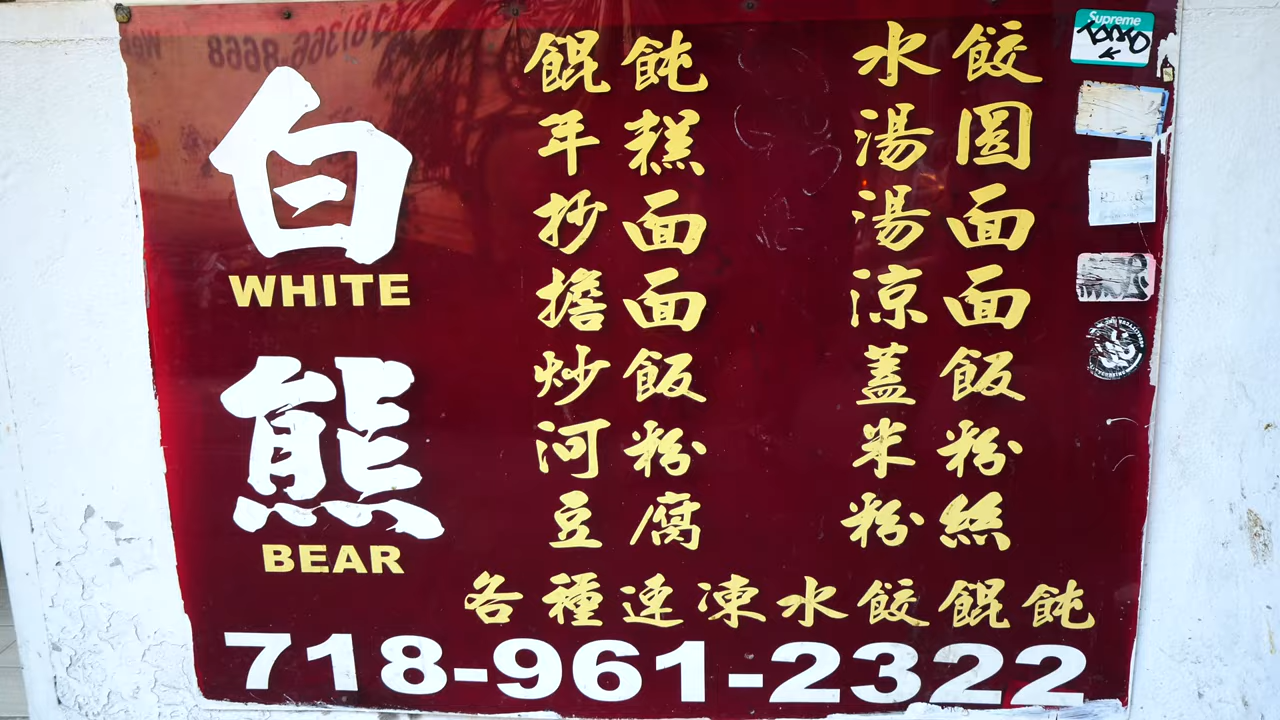 白
WHITE
熊
BEAR
餛飩 水餃
年糕 湯圆
抄面 湯面
擔面 涼面
炒飯 蓋飯
河粉 米粉
豆腐 粉絲
各種速凍水餃餛飩
718-961-2322
Supreme